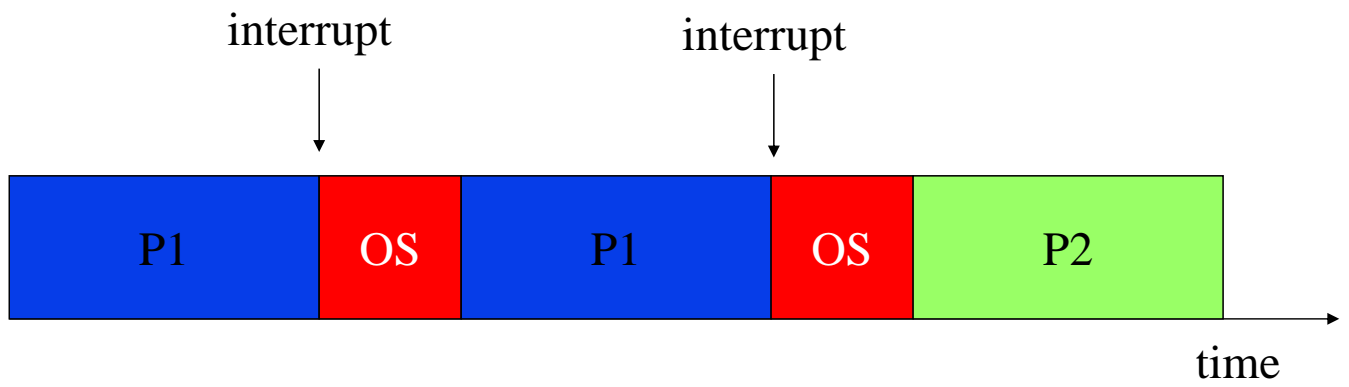 interrupt
interrupt
P1
OS
P1
OS
P2
time